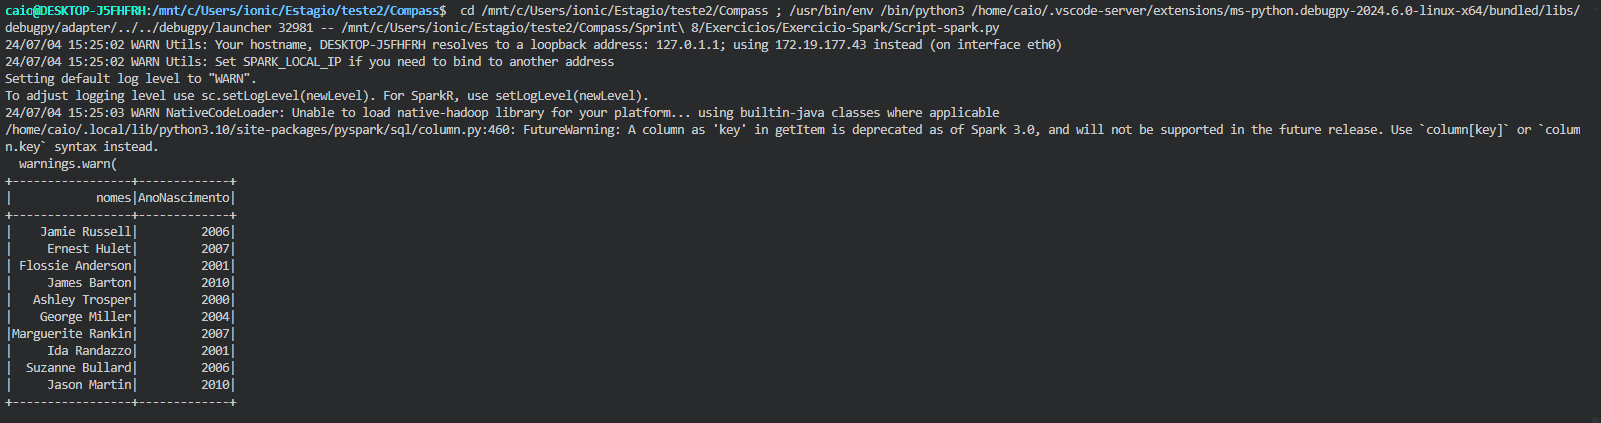 caio@DESKTOP-J5FHFRH:/mnt/c/Users/ionic/Estagio/teste2/Compass$  cd /mnt/c/Users/ionic/Estagio/teste2/Compass ; /usr/bin/env /bin/python3 /home/caio/.vscode-server/extensions/ms-python.debugpy-2024.6.0-linux-x64/bundled/libs/
debugpy/adapter/../../debugpy/launcher 32981 -- /mnt/c/Users/ionic/Estagio/teste2/Compass/Sprint\ 8/Exercicios/Exercicio-Spark/Script-spark.py
24/07/04 15:25:02 WARN Utils: Your hostname, DESKTOP-J5FHFRH resolves to a loopback address: 127.0.1.1; using 172.19.177.43 instead (on interface eth0)
24/07/04 15:25:02 WARN Utils: Set SPARK_LOCAL_IP if you need to bind to another address
Setting default log level to "WARN".
To adjust logging level use sc.setLogLevel(newLevel). For SparkR, use setLogLevel(newLevel).
24/07/04 15:25:03 WARN NativeCodeLoader: Unable to load native-hadoop library for your platform... using builtin-java classes where applicable
/home/caio/.local/lib/python3.10/site-packages/pyspark/sql/column.py:460: FutureWarning: A column as 'key' in getItem is deprecated as of Spark 3.0, and will not be supported in the future release. Use `column[key]` or `colum
n.key` syntax instead.
  warnings.warn(
+-----------------+-------------+
|            nomes|AnoNascimento|
+-----------------+-------------+
|    Jamie Russell|         2006|
|     Ernest Hulet|         2007|
| Flossie Anderson|         2001|
|     James Barton|         2010|
|   Ashley Trosper|         2000|
|    George Miller|         2004|
|Marguerite Rankin|         2007|
|     Ida Randazzo|         2001|
|  Suzanne Bullard|         2006|
|     Jason Martin|         2010|
+-----------------+-------------+